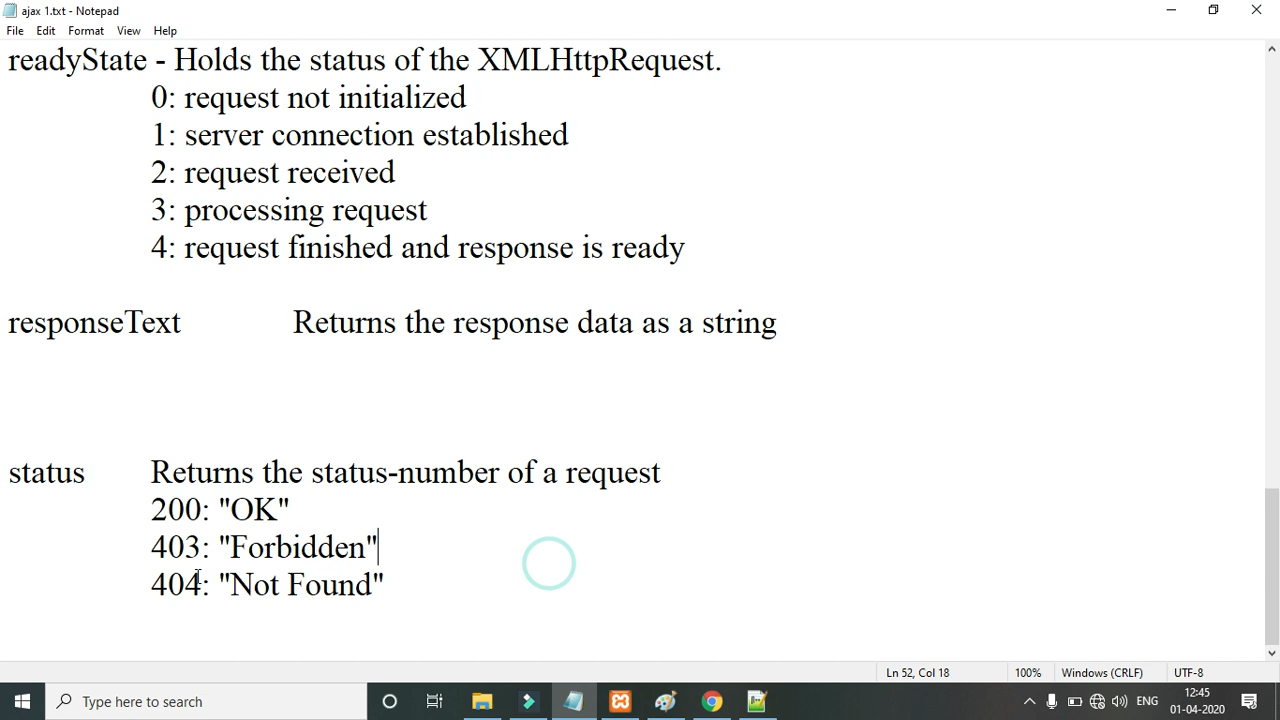 ajax 1.txt - Notepad
File Edit Format View Help
readyState - Holds the status of the XMLHttpRequest.
0: request not initialized
1: server connection established
2: request received
3: processing request
4: request finished and response is ready
responseText Returns the response data as a string
status Returns the status-number of a request
200: "OK"
403: "Forbidden"
404: "Not Found"
Ln 52, Col 18 100% Windows (CRLF) UTF-8
Type here to search
ENG
12:45
01-04-2020